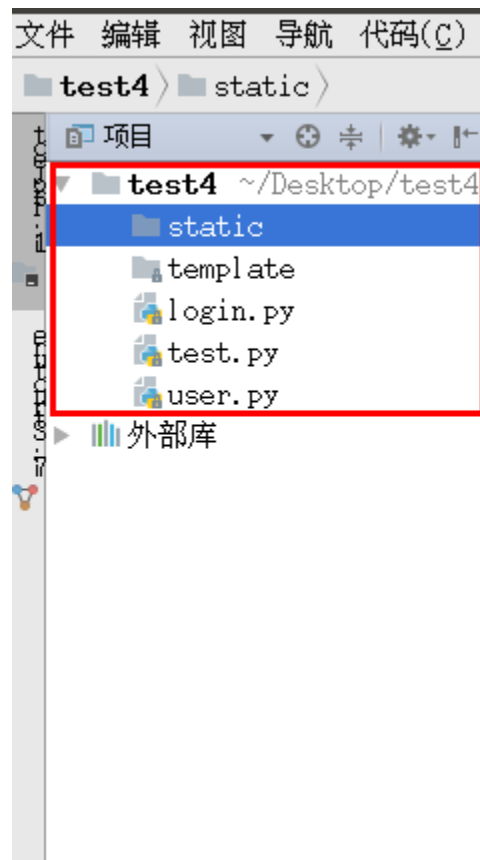 文件 编辑 视图 导航 代码(C)
test4 static
项目
test4 ~/Desktop/test4
static
template
login.py
test.py
user.py
外部库